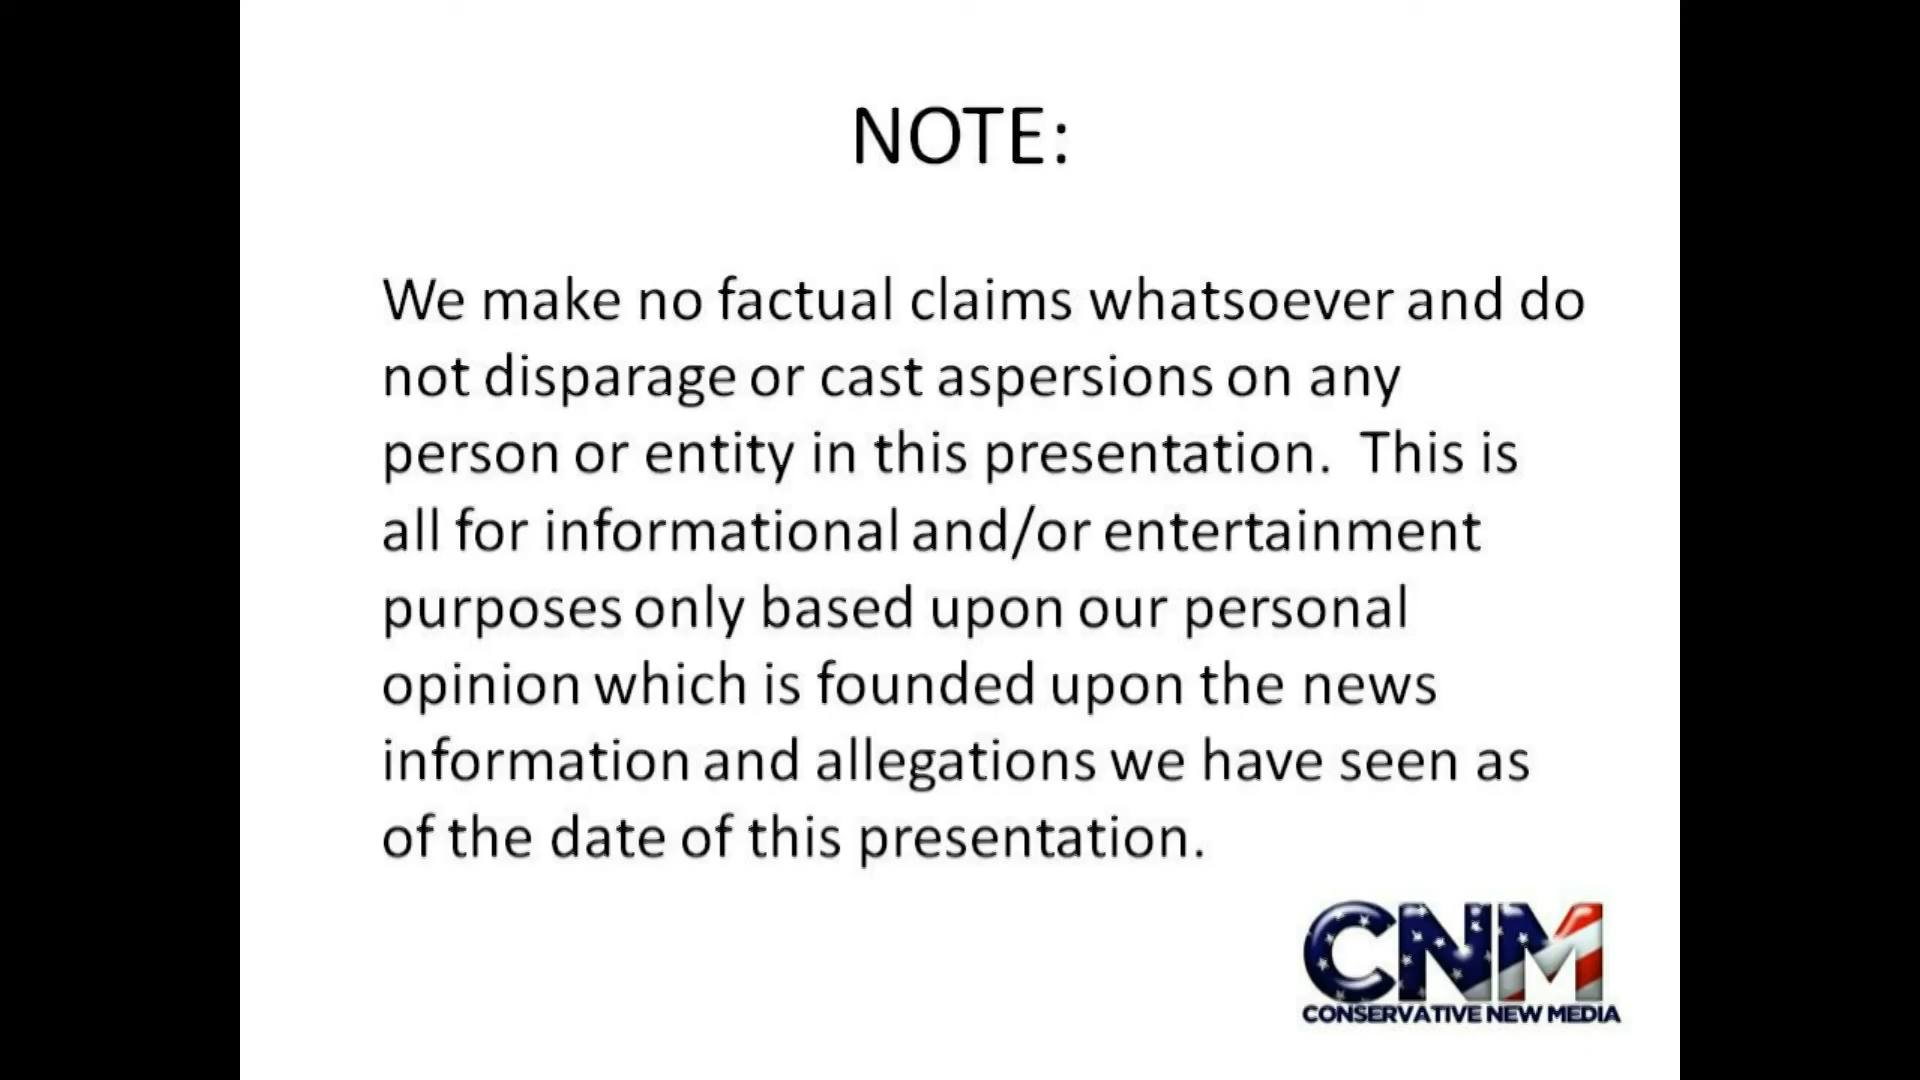 NOTE:
We make no factual claims whatsoever and do
not disparage or cast aspersions on any
person or entity in this presentation.  This is
all for informational and/or entertainment
purposes only based upon our personal
opinion which is founded upon the news
information and allegations we have seen as
of the date of this presentation.
CNM
CONSERVATIVE NEW MEDIA